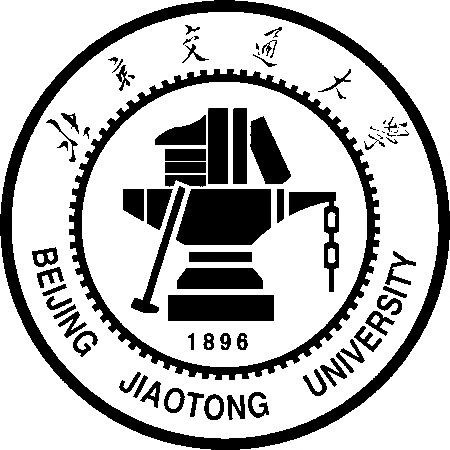 北京交通大學
1896
BEIJING JIAOTONG UNIVERSITY